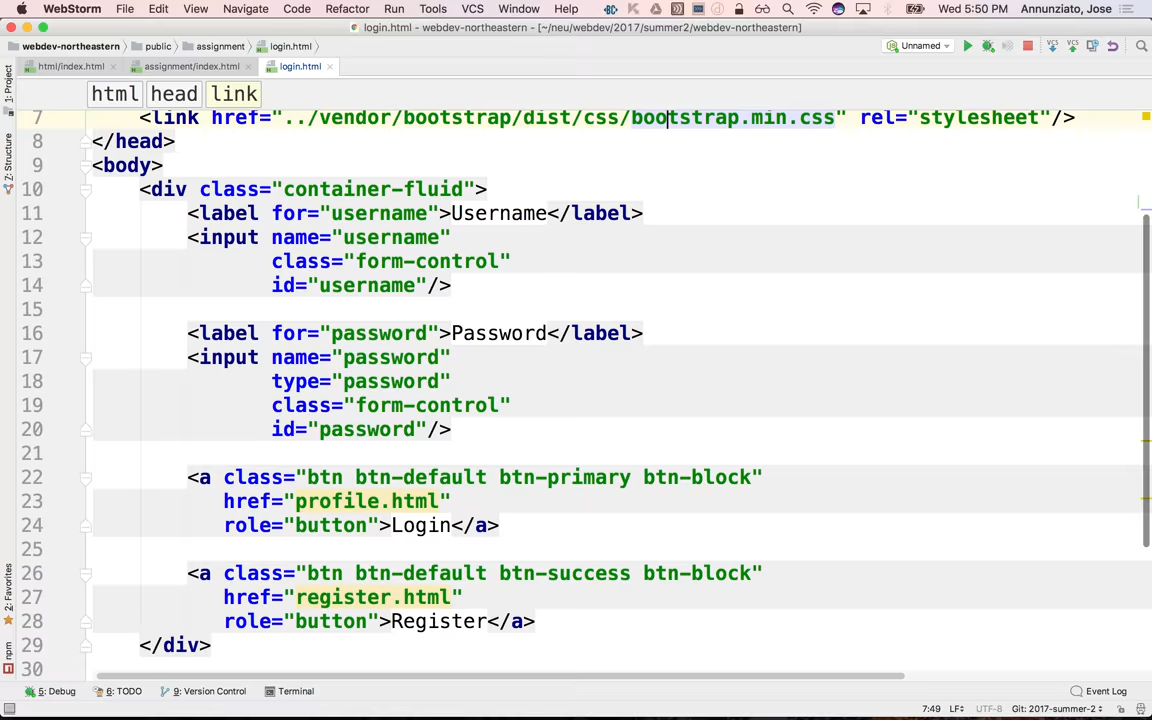 WebStorm File Edit View Navigate Code Refactor Run Tools VCS Window Help Wed 5:50 PM Annunziato, Jose
login.html - webdev-northeastern - [~/neu/webdev/2017/summer2/webdev-northeastern]
webdev-northeastern public assignment login.html Unnamed
html/index.html assignment/index.html login.html
html head link
1: Project
7: Structure
2: Favorites
npm
7 <link href="../vendor/bootstrap/dist/css/bootstrap.min.css" rel="stylesheet"/>
8 </head>
9 <body>
10 <div class="container-fluid">
11 <label for="username">Username</label>
12 <input name="username"
13 class="form-control"
14 id="username"/>
15
16 <label for="password">Password</label>
17 <input name="password"
18 type="password"
19 class="form-control"
20 id="password"/>
21
22 <a class="btn btn-default btn-primary btn-block"
23 href="profile.html"
24 role="button">Login</a>
25
26 <a class="btn btn-default btn-success btn-block"
27 href="register.html"
28 role="button">Register</a>
29 </div>
30
5: Debug 6: TODO 9: Version Control Terminal Event Log
7:49 LF÷ UTF-8 Git: 2017-summer-2÷